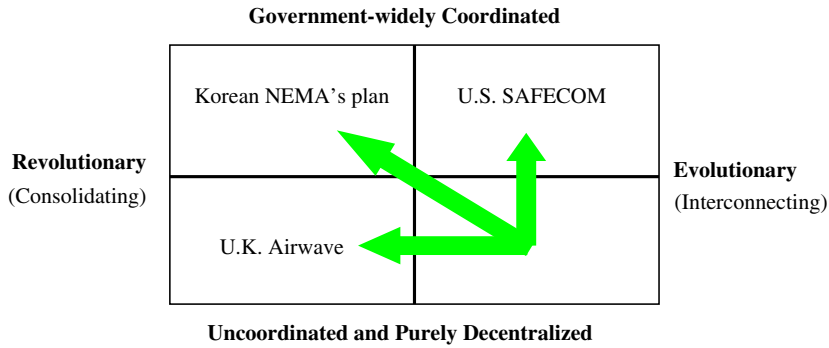 Government-widely Coordinated
Korean NEMA's plan
U.S. SAFECOM
Revolutionary
(Consolidating)
Evolutionary
(Interconnecting)
U.K. Airwave
Uncoordinated and Purely Decentralized